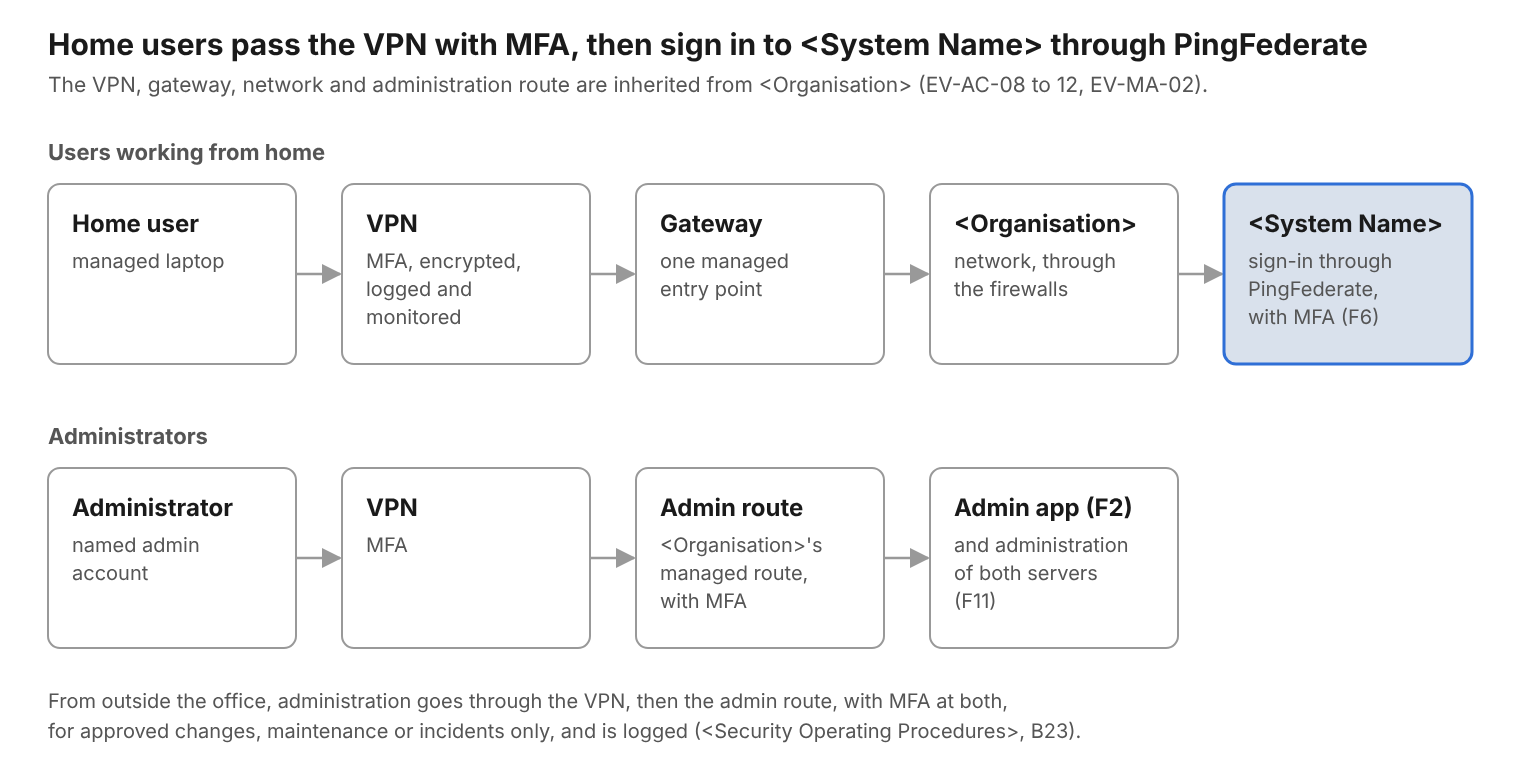 Home users pass the VPN with MFA, then sign in to <System Name> through PingFederate
The VPN, gateway, network and administration route are inherited from <Organisation> (EV-AC-08 to 12, EV-MA-02).
Users working from home
Home user
managed laptop
VPN
MFA, encrypted,
logged and
monitored
Gateway
one managed
entry point
<Organisation>
network, through
the firewalls
<System Name>
sign-in through
PingFederate,
with MFA (F6)
Administrators
Administrator
named admin
account
VPN
MFA
Admin route
<Organisation>'s
managed route,
with MFA
Admin app (F2)
and administration
of both servers
(F11)
From outside the office, administration goes through the VPN, then the admin route, with MFA at both,
for approved changes, maintenance or incidents only, and is logged (<Security Operating Procedures>, B23).